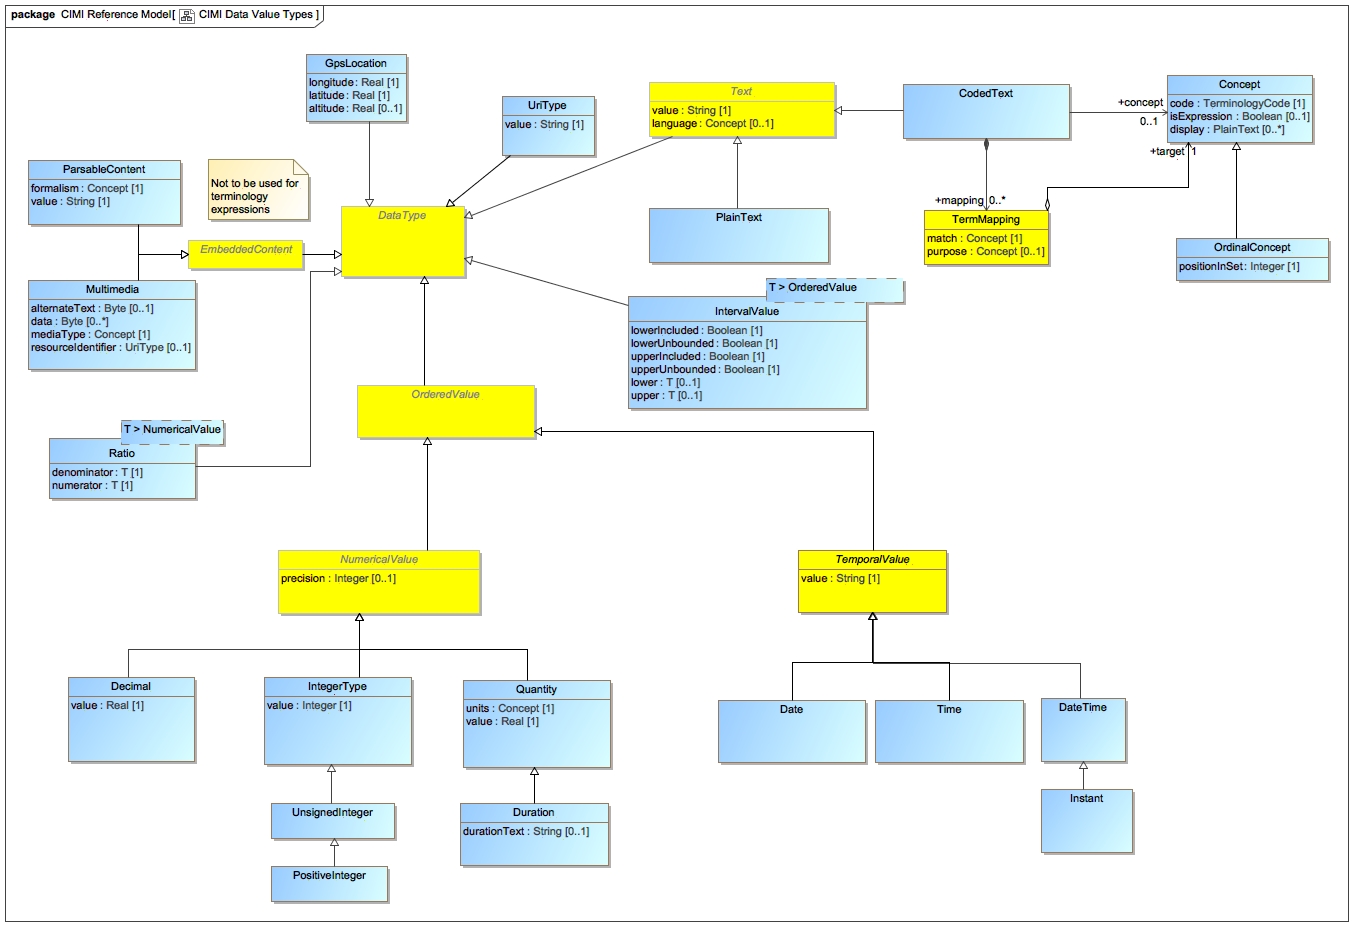 package CIMI Reference Model[ CIMI Data Value Types ]
GpsLocation
longitude : Real [1]
latitude : Real [1]
altitude : Real [0..1]
UriType
value : String [1]
Text
value : String [1]
language : Concept [0..1]
CodedText
+concept
0..1
Concept
code : TerminologyCode [1]
isExpression : Boolean [0..1]
display : PlainText [0..*]
+target 1
ParsableContent
formalism : Concept [1]
value : String [1]
Not to be used for
terminology
expressions
DataType
PlainText
+mapping 0..*
TermMapping
match : Concept [1]
purpose : Concept [0..1]
OrdinalConcept
positionInSet : Integer [1]
EmbeddedContent
Multimedia
alternateText : Byte [0..1]
data : Byte [0..*]
mediaType : Concept [1]
resourceIdentifier : UriType [0..1]
T > OrderedValue
IntervalValue
lowerIncluded : Boolean [1]
lowerUnbounded : Boolean [1]
upperIncluded : Boolean [1]
upperUnbounded : Boolean [1]
lower : T [0..1]
upper : T [0..1]
OrderedValue
T > NumericalValue
Ratio
denominator : T [1]
numerator : T [1]
NumericalValue
precision : Integer [0..1]
TemporalValue
value : String [1]
Decimal
value : Real [1]
IntegerType
value : Integer [1]
Quantity
units : Concept [1]
value : Real [1]
Date
Time
DateTime
UnsignedInteger
Duration
durationText : String [0..1]
Instant
PositiveInteger